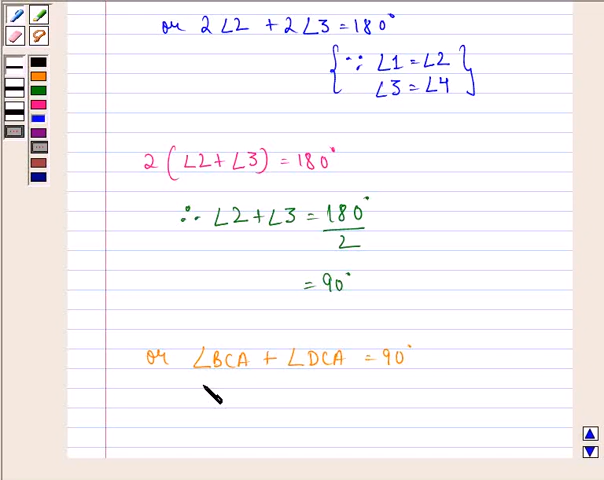 or 2∠2 + 2∠3 = 180°
{∵ ∠1 = ∠2
∠3 = ∠4}
2(∠2 + ∠3) = 180°
∴ ∠2 + ∠3 = 180°
2
= 90°
or ∠BCA + ∠DCA = 90°